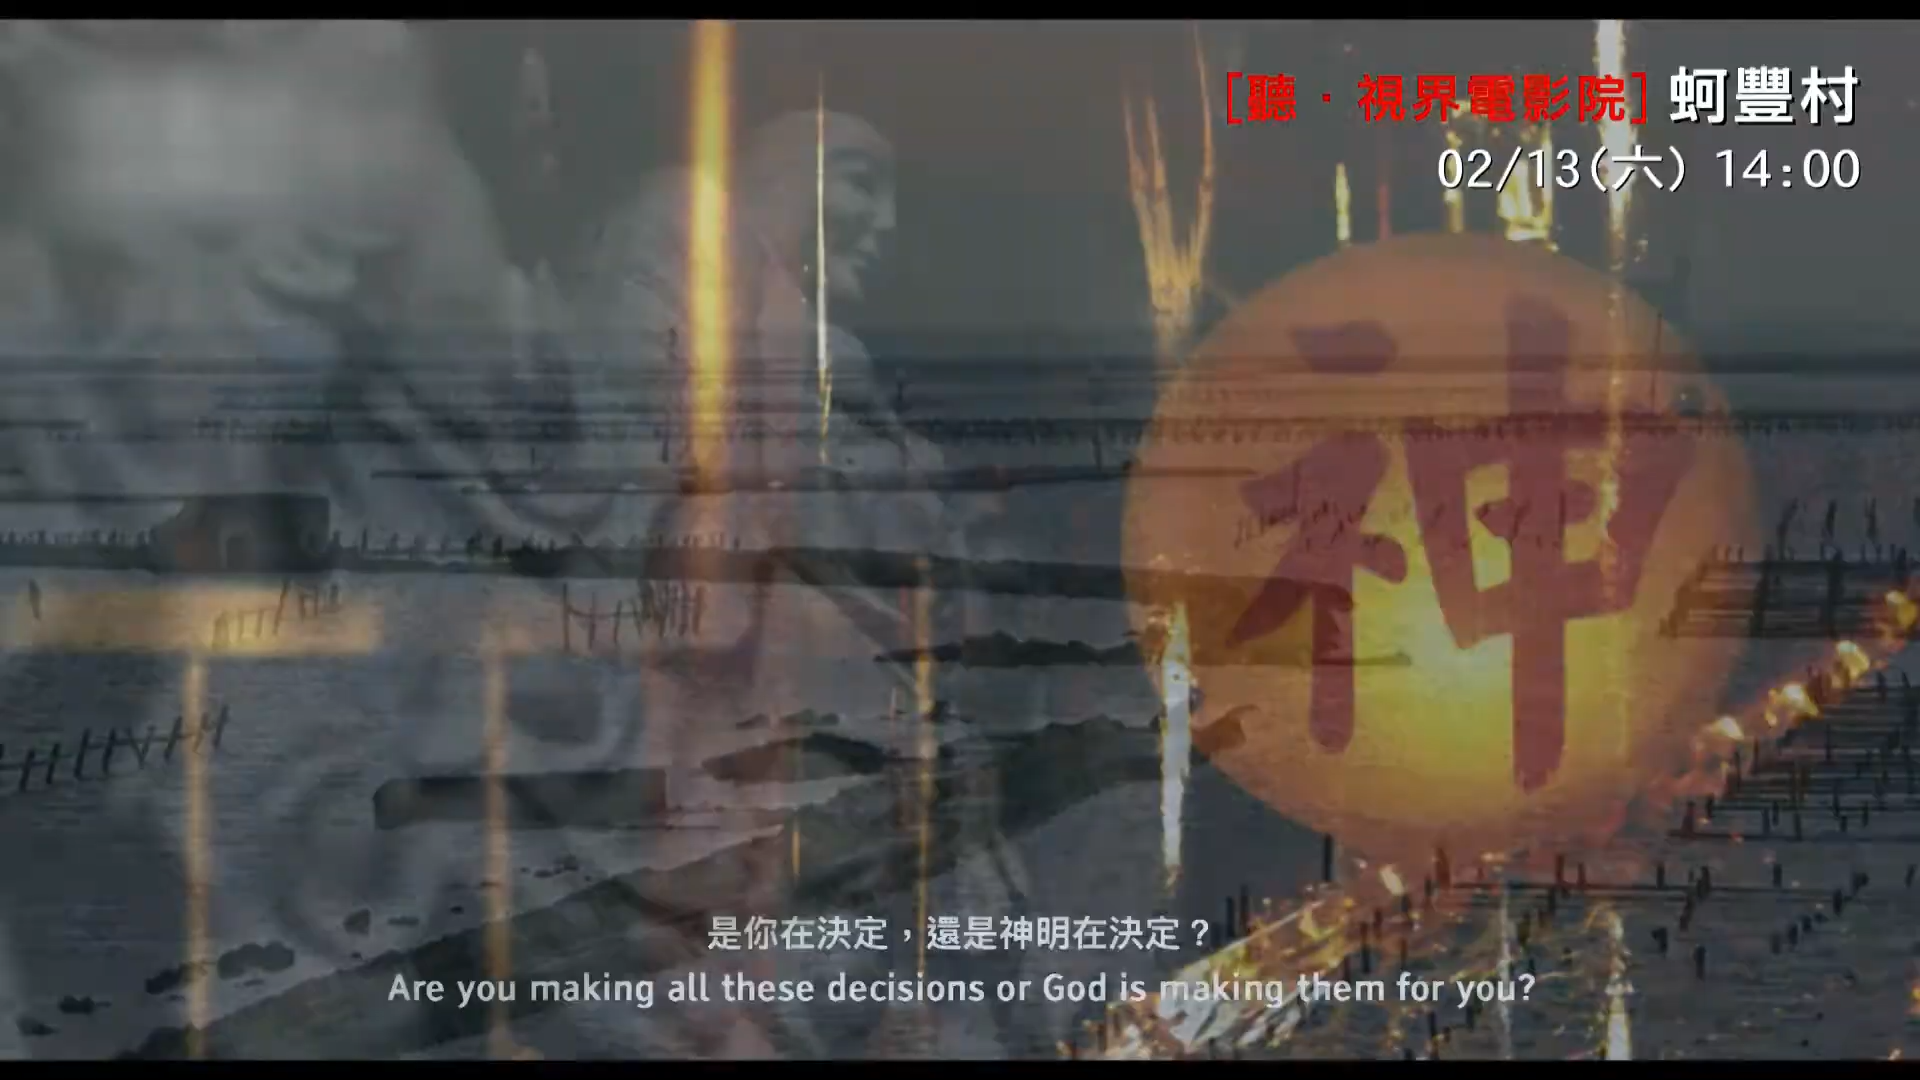 [聽‧視界電影院] 蚵豐村
02/13(六) 14:00
神
是你在決定，還是神明在決定？
Are you making all these decisions or God is making them for you?